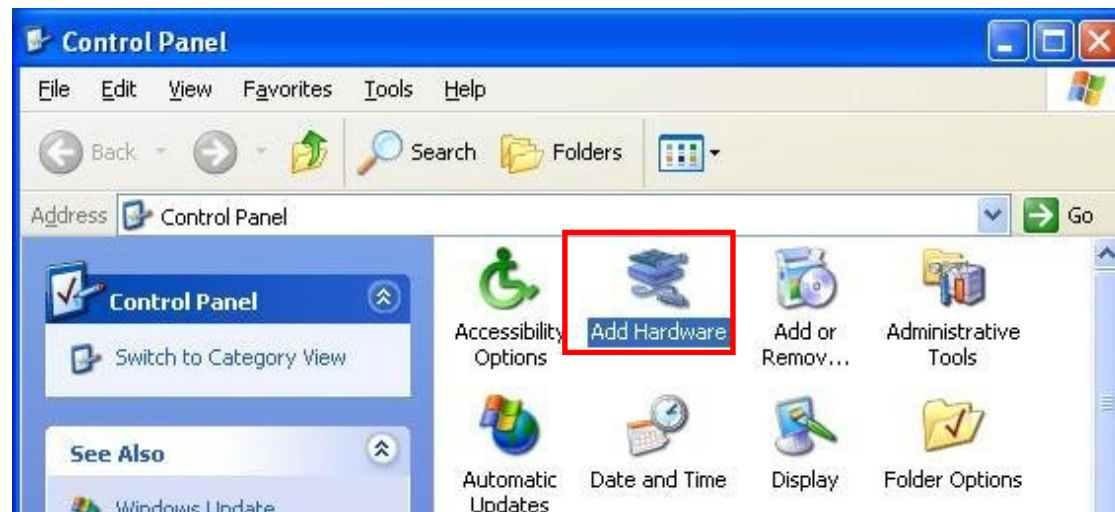 Control Panel
File Edit View Favorites Tools Help
Back Search Folders
Address Control Panel Go
Control Panel
Switch to Category View
See Also
Windows Update
Accessibility
Options
Add Hardware
Add or
Remov...
Administrative
Tools
Automatic
Updates
Date and Time
Display
Folder Options